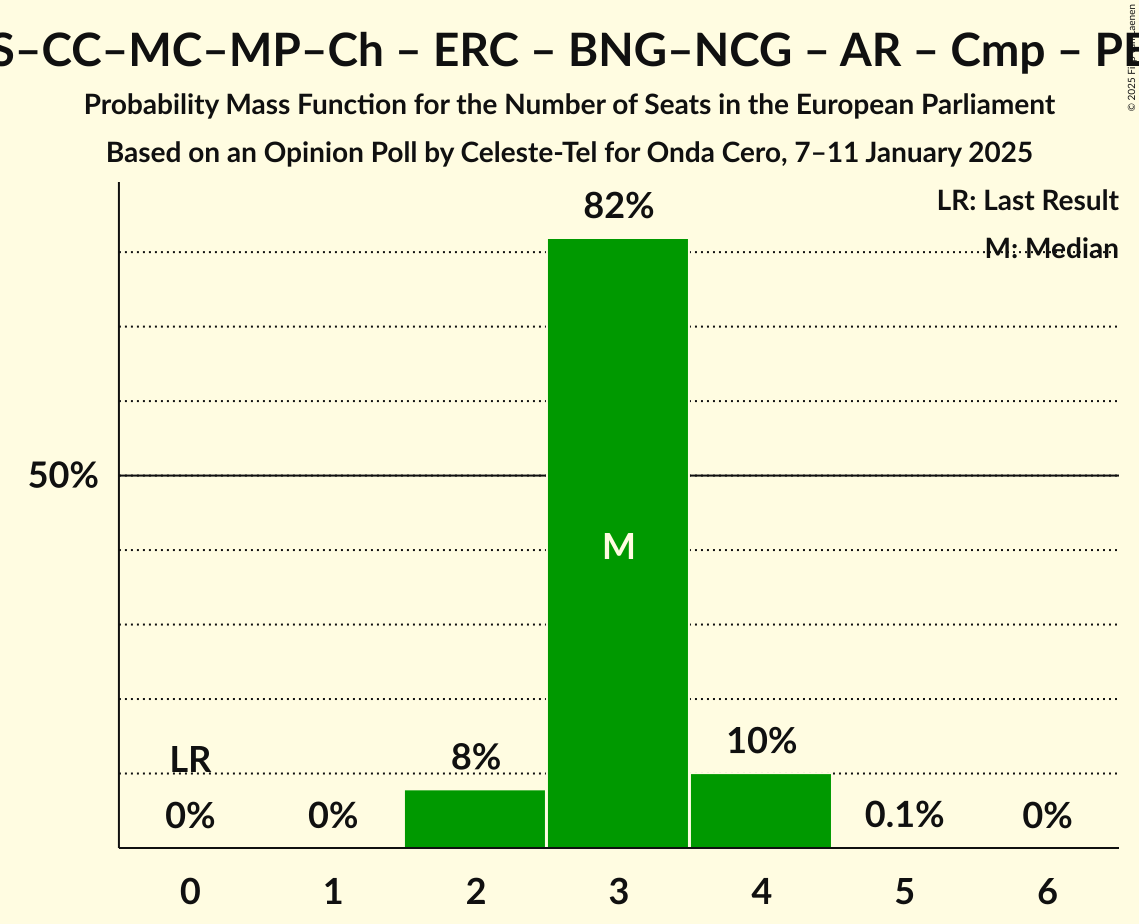 S–CC–MC–MP–Ch – ERC – BNG–NCG – AR – Cmp – PE
Probability Mass Function for the Number of Seats in the European Parliament
Based on an Opinion Poll by Celeste-Tel for Onda Cero, 7–11 January 2025
LR: Last Result
M: Median
82%
50%
M
LR
8%
10%
0%
0%
0.1%
0%
0 1 2 3 4 5 6
© 2025